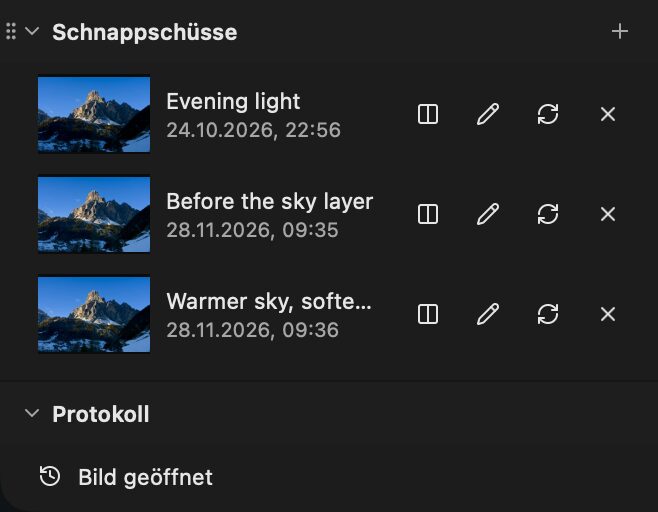 Schnappschüsse
Evening light
24.10.2026, 22:56
Before the sky layer
28.11.2026, 09:35
Warmer sky, softe...
28.11.2026, 09:36
Protokoll
Bild geöffnet